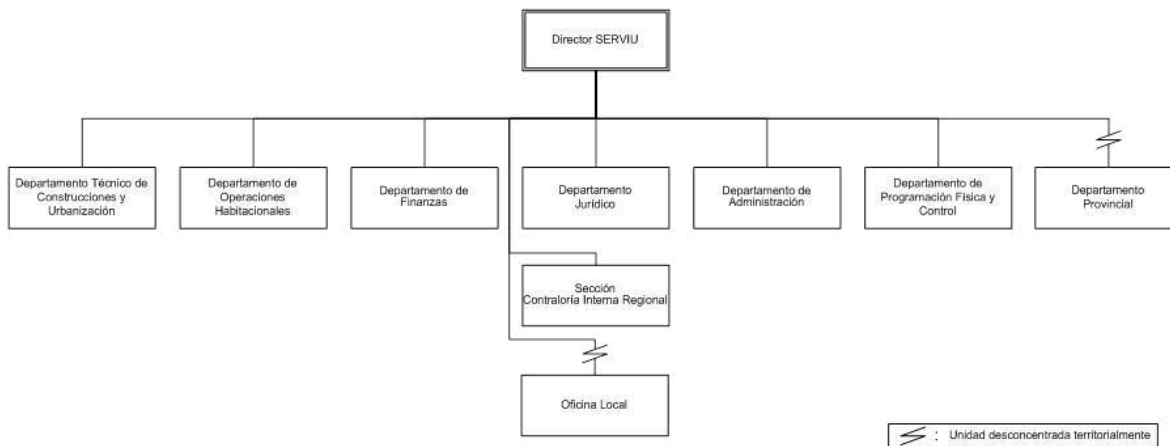 Director SERVIU
Departamento Técnico de
Construcciones y
Urbanización
Departamento de
Operaciones
Habitacionales
Departamento de
Finanzas
Departamento
Jurídico
Departamento de
Administración
Departamento de
Programación Física y
Control
Departamento
Provincial
Sección
Contraloría Interna Regional
Oficina Local
: Unidad desconcentrada territorialmente